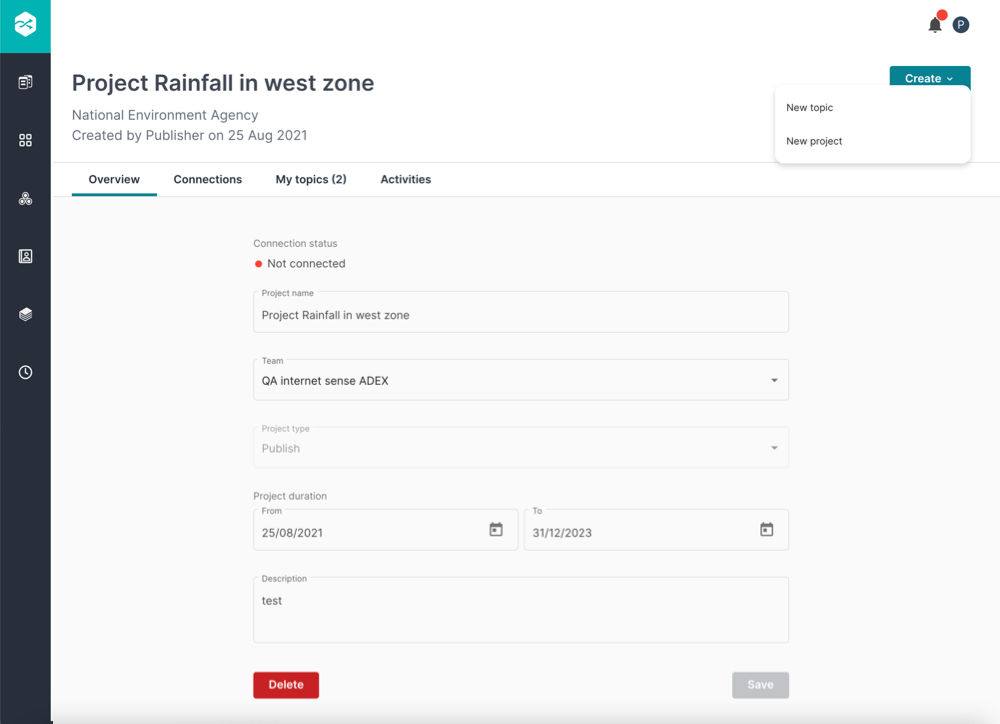 P
Project Rainfall in west zone
National Environment Agency
Created by Publisher on 25 Aug 2021
Create
New topic
New project
Overview
Connections
My topics (2)
Activities
Connection status
Not connected
Project name
Project Rainfall in west zone
Team
QA internet sense ADEX
Project type
Publish
Project duration
From
25/08/2021
To
31/12/2023
Description
test
Delete
Save